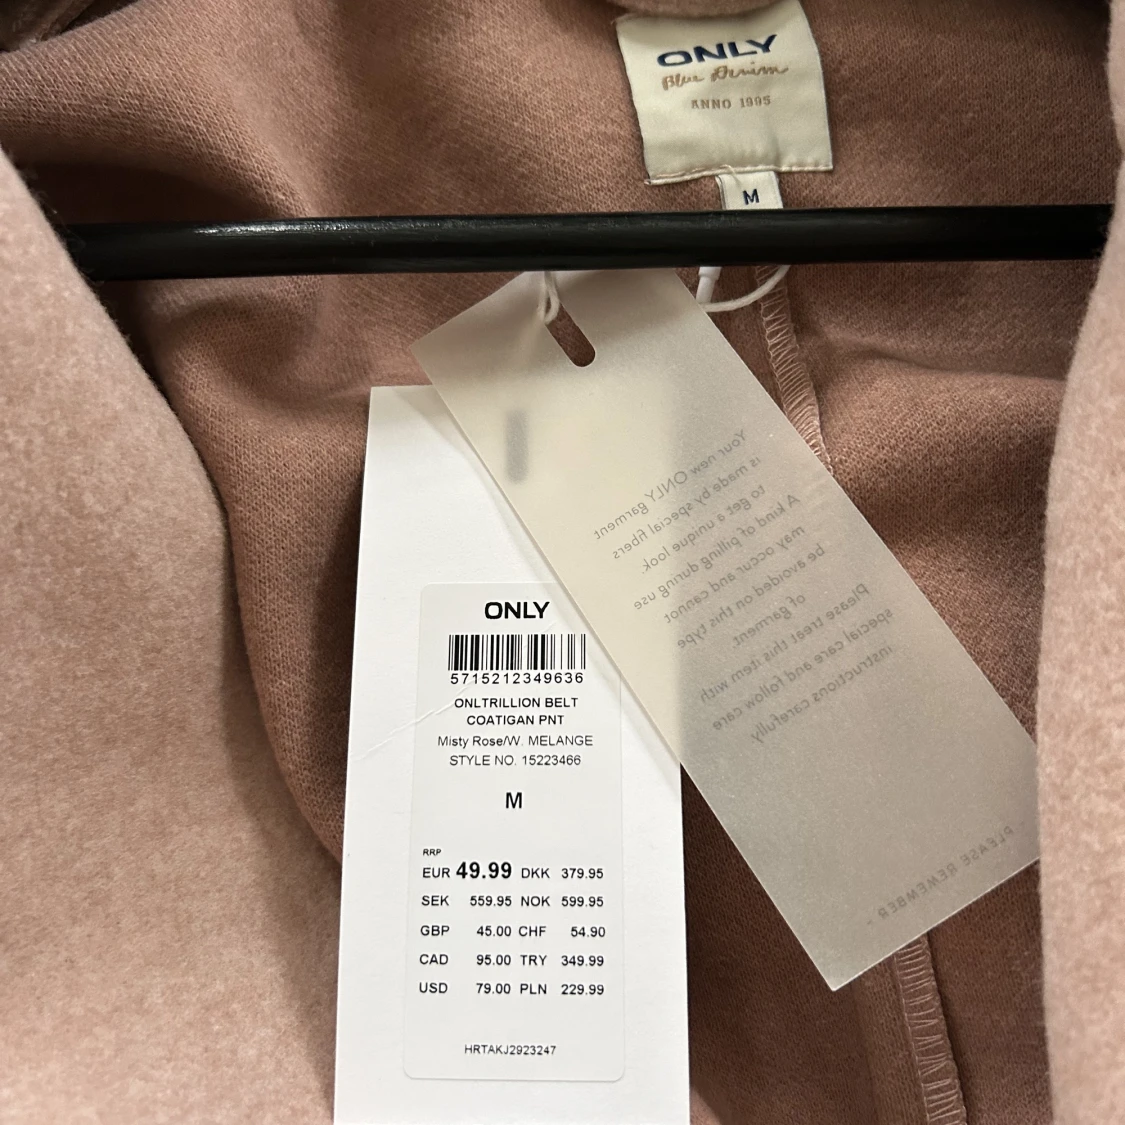 ONLY
Blue Denim
ANNO 1995
M
Your new ONLY garment
is made by special fibers
to get a unique look.
A kind of pilling during use
may occur and cannot
be avoided on this type
of garment.
Please treat this item with
special care and follow care
instructions carefully
- PLEASE REMEMBER -
ONLY
5715212349636
ONLTRILLION BELT
COATIGAN PNT
Misty Rose/W. MELANGE
STYLE NO. 15223466
M
RRP
EUR 49.99 DKK 379.95
SEK 559.95 NOK 599.95
GBP 45.00 CHF 54.90
CAD 95.00 TRY 349.99
USD 79.00 PLN 229.99
HRTAKJ2923247